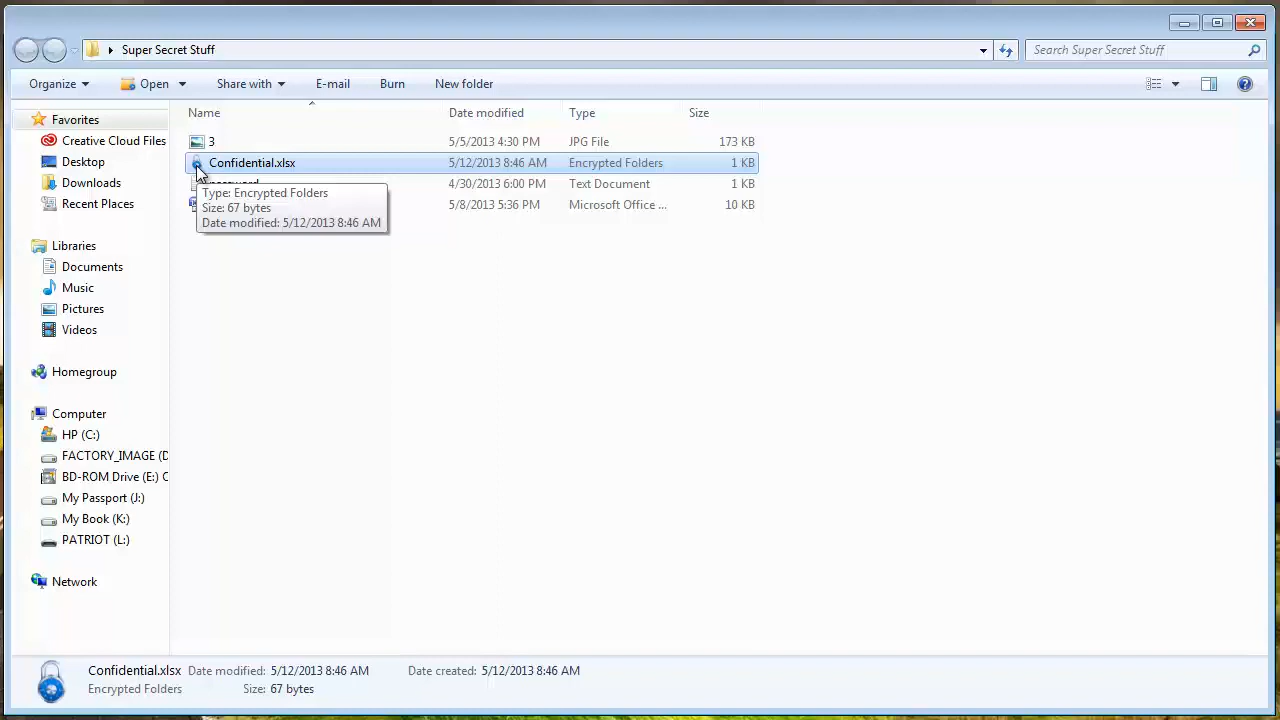 Super Secret Stuff
Search Super Secret Stuff
Organize Open Share with E-mail Burn New folder
Name Date modified Type Size
Favorites
Creative Cloud Files
Desktop
Downloads
Recent Places
Libraries
Documents
Music
Pictures
Videos
Homegroup
Computer
HP (C:)
FACTORY_IMAGE (D
BD-ROM Drive (E:) C
My Passport (J:)
My Book (K:)
PATRIOT (L:)
Network
3 5/5/2013 4:30 PM JPG File 173 KB
Confidential.xlsx 5/12/2013 8:46 AM Encrypted Folders 1 KB
4/30/2013 6:00 PM Text Document 1 KB
5/8/2013 5:36 PM Microsoft Office ... 10 KB
Type: Encrypted Folders
Size: 67 bytes
Date modified: 5/12/2013 8:46 AM
Confidential.xlsx Date modified: 5/12/2013 8:46 AM Date created: 5/12/2013 8:46 AM
Encrypted Folders Size: 67 bytes